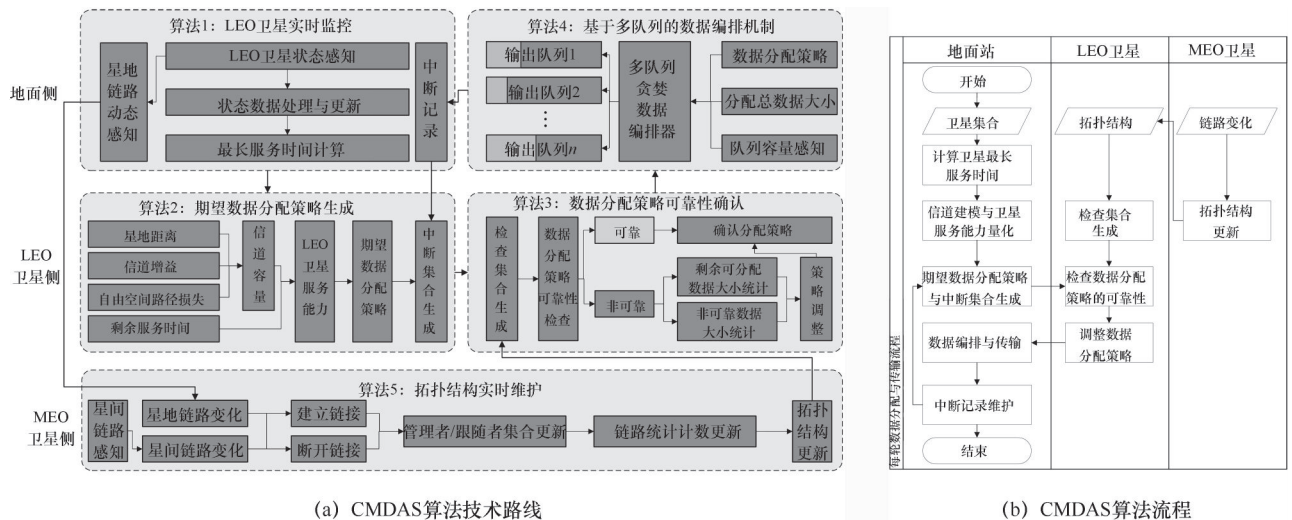 算法1：LEO卫星实时监控
星地
链路
动态
感知
LEO卫星状态感知
状态数据处理与更新
最长服务时间计算
中断记录
地面侧
算法4：基于多队列的数据编排机制
输出队列1
输出队列2
⋮
输出队列n
多队列
贪婪
数据
编排器
数据分配策略
分配总数据大小
队列容量感知
LEO
卫星侧
算法2：期望数据分配策略生成
星地距离
信道增益
自由空间路径损失
剩余服务时间
信道容量
LEO
卫星
服务
能力
期望
数据
分配
策略
中断集合生成
算法3：数据分配策略可靠性确认
检查集合生成
数据
分配
策略
可靠性
检查
可靠
非可靠
确认分配策略
剩余可分配
数据大小统计
非可靠数据
大小统计
策略调整
MEO
卫星侧
算法5：拓扑结构实时维护
星间
链路
感知
星地链路变化
星间链路变化
建立链接
断开链接
管理者/跟随者集合更新
链路统计计数更新
拓扑
结构
更新
(a) CMDAS算法技术路线
地面站
LEO卫星
MEO卫星
开始
卫星集合
拓扑结构
链路变化
计算卫星最长
服务时间
信道建模与卫星
服务能力量化
检查集合
生成
拓扑结构
更新
期望数据分配策略
与中断集合生成
检查数据分配
策略的可靠性
数据编排与传输
调整数据
分配策略
中断记录维护
结束
每轮数据分配与传输流程
(b) CMDAS算法流程